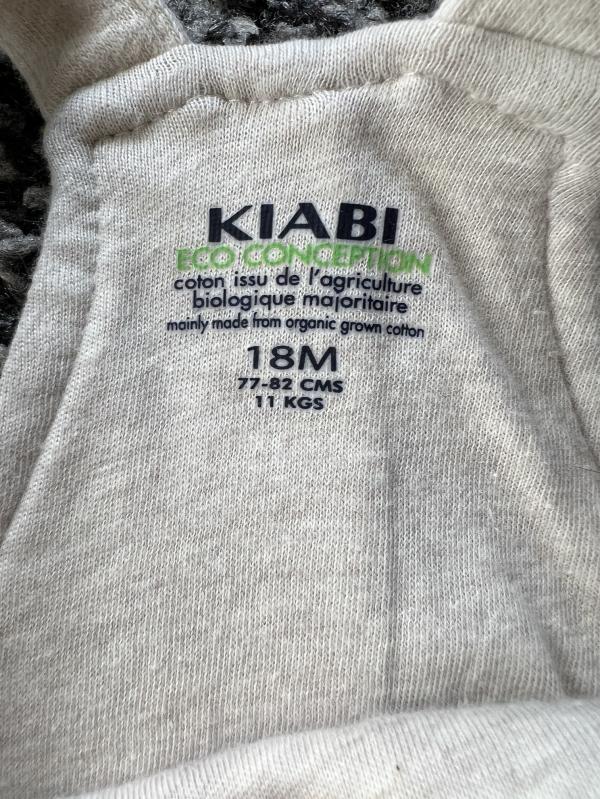 KIABI
ECO CONCEPTION
coton issu de l'agriculture
biologique majoritaire
mainly made from organic grown cotton
18M
77-82 CMS
11 KGS